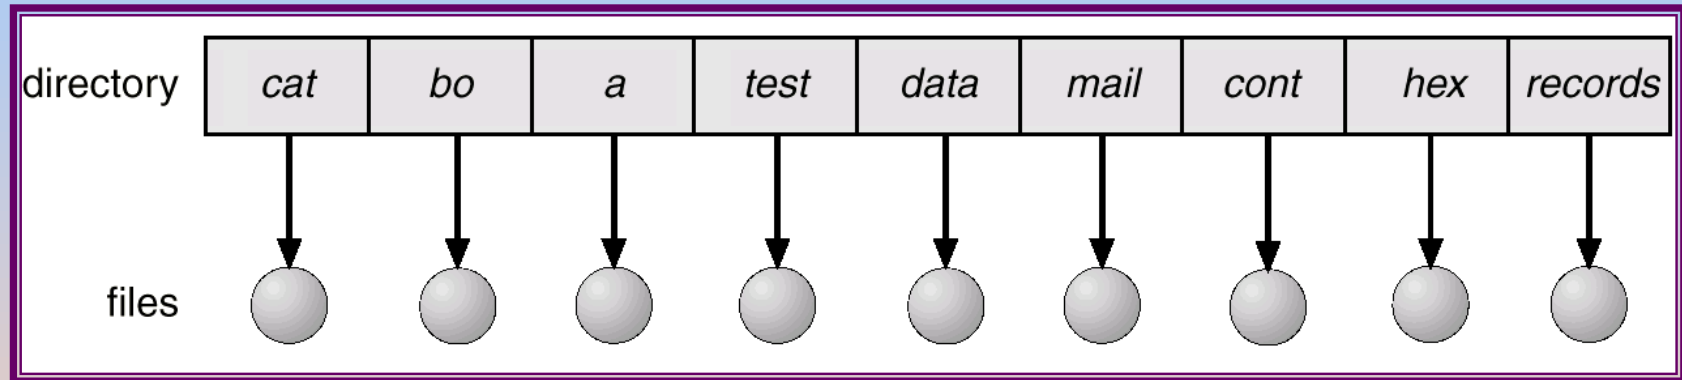 directory cat bo a test data mail cont hex records
files